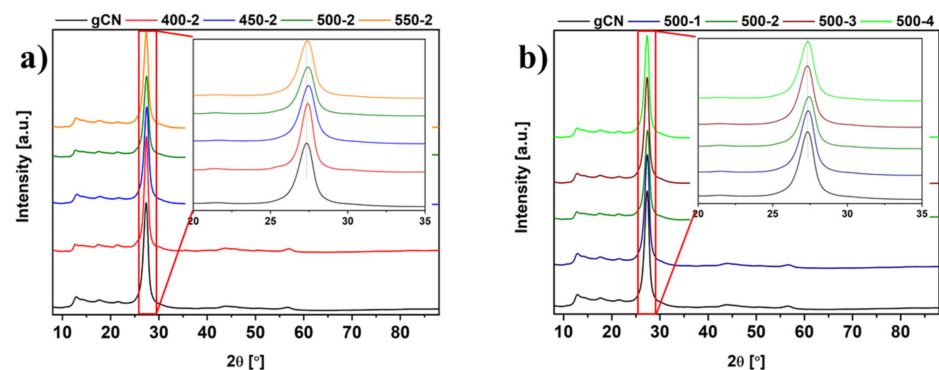 gCN 400-2 450-2 500-2 550-2
a)
Intensity [a.u.]
20 25 30 35
10 20 30 40 50 60 70 80
2θ [°]
gCN 500-1 500-2 500-3 500-4
b)
Intensity [a.u.]
20 25 30 35
10 20 30 40 50 60 70 80
2θ [°]